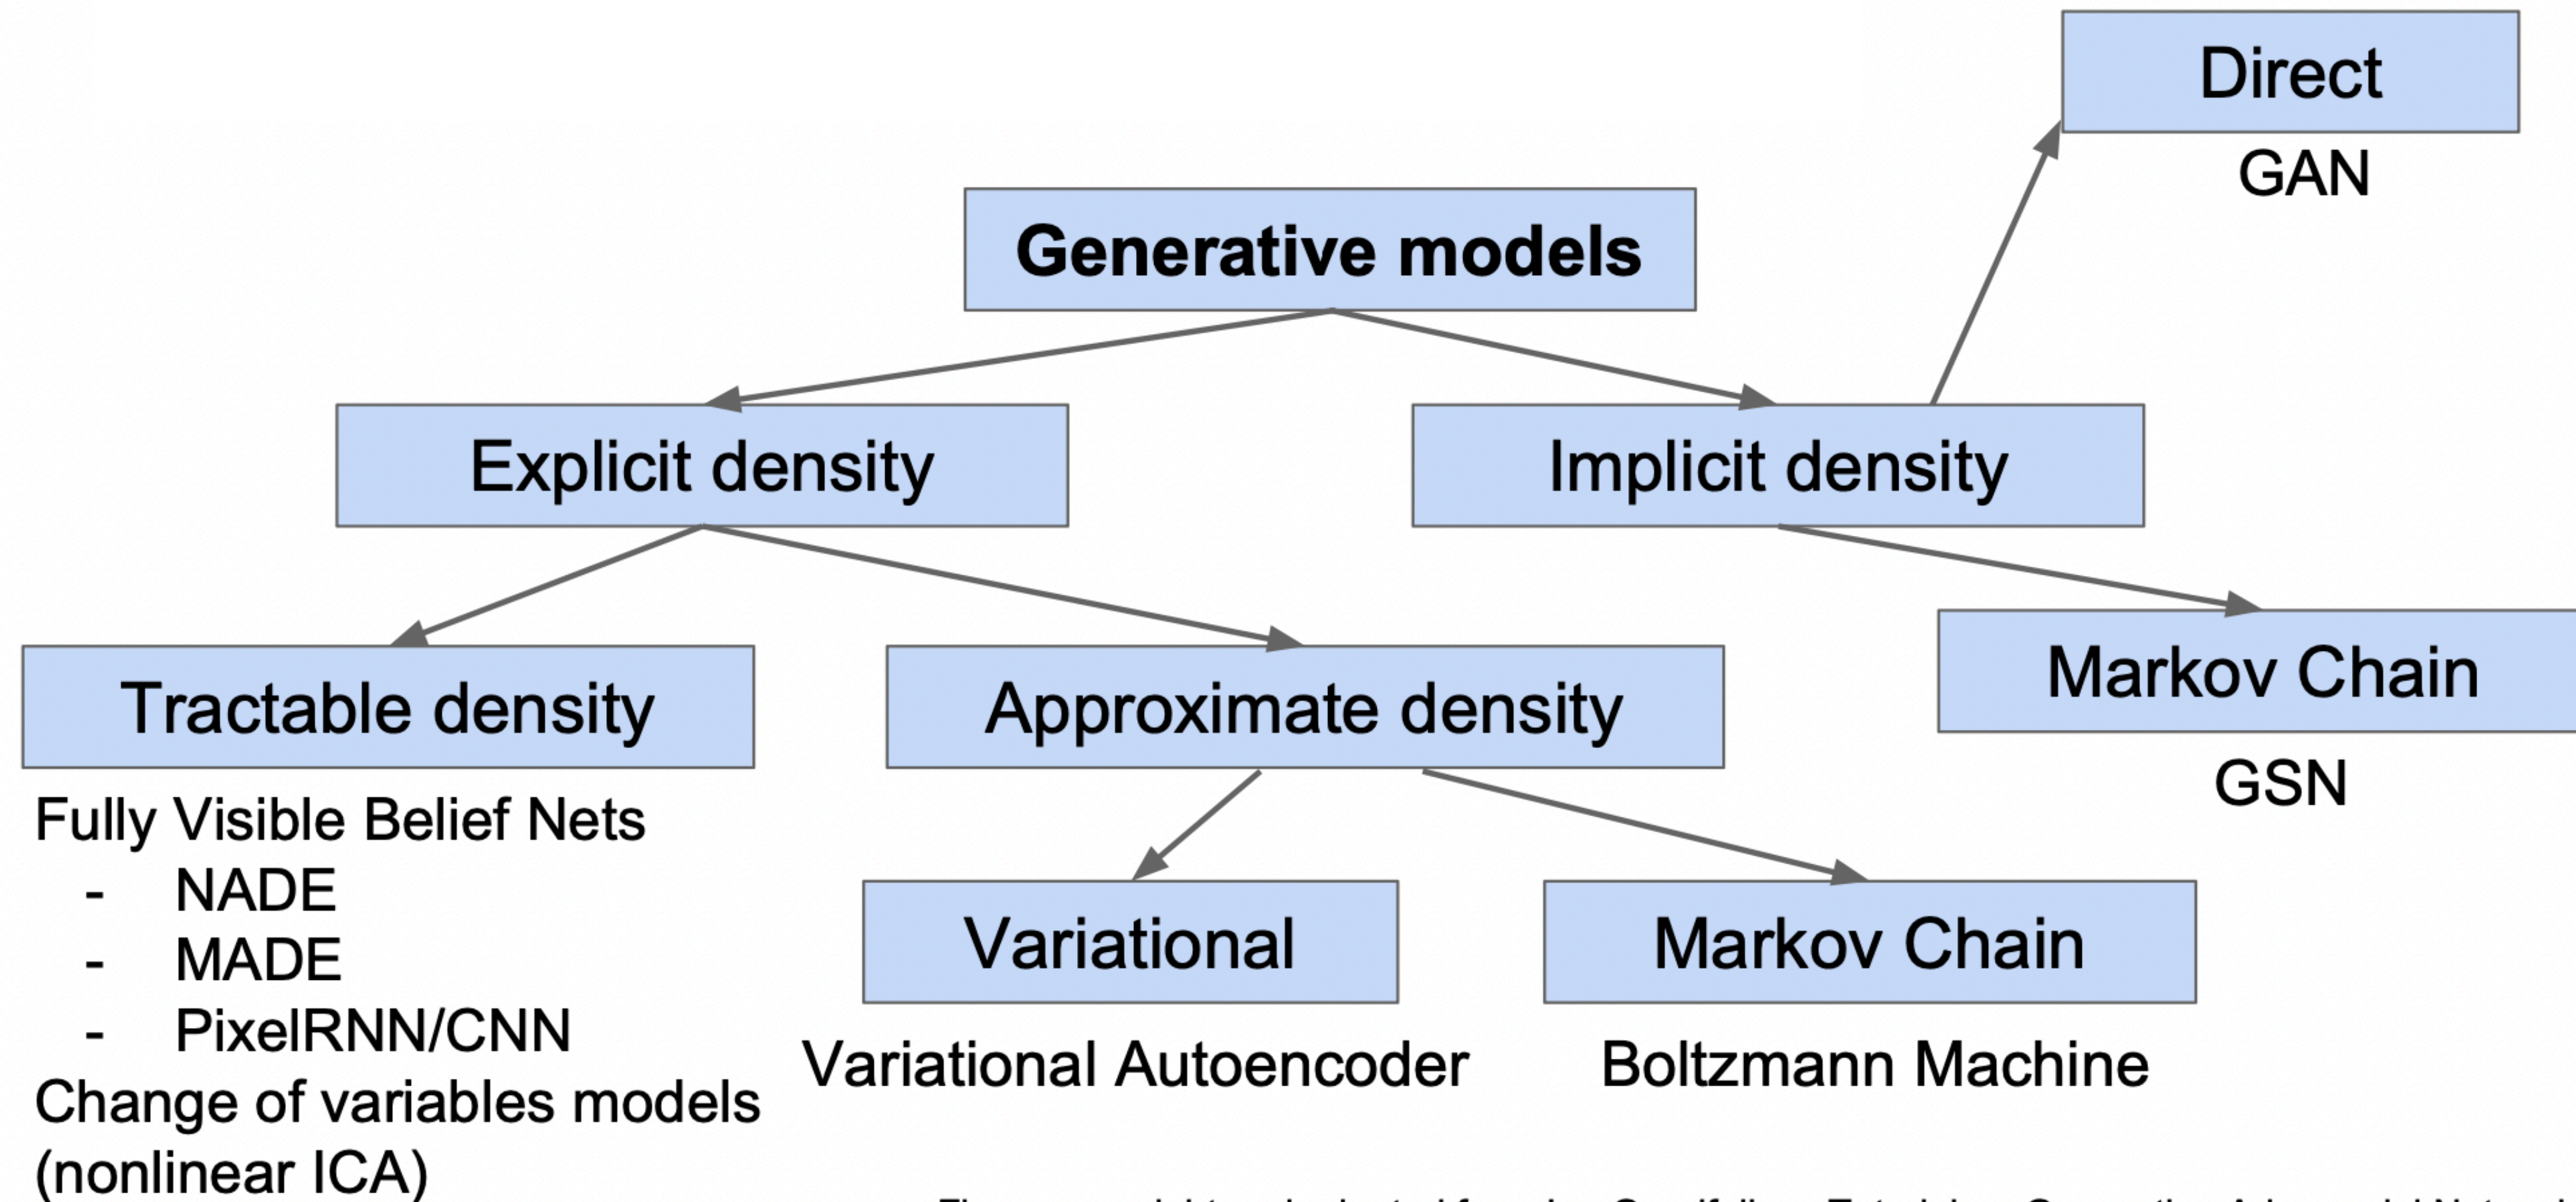 Direct
GAN
Generative models
Explicit density
Implicit density
Tractable density
Approximate density
Markov Chain
GSN
Fully Visible Belief Nets
- NADE
- MADE
- PixelRNN/CNN
Change of variables models
(nonlinear ICA)
Variational
Markov Chain
Variational Autoencoder
Boltzmann Machine